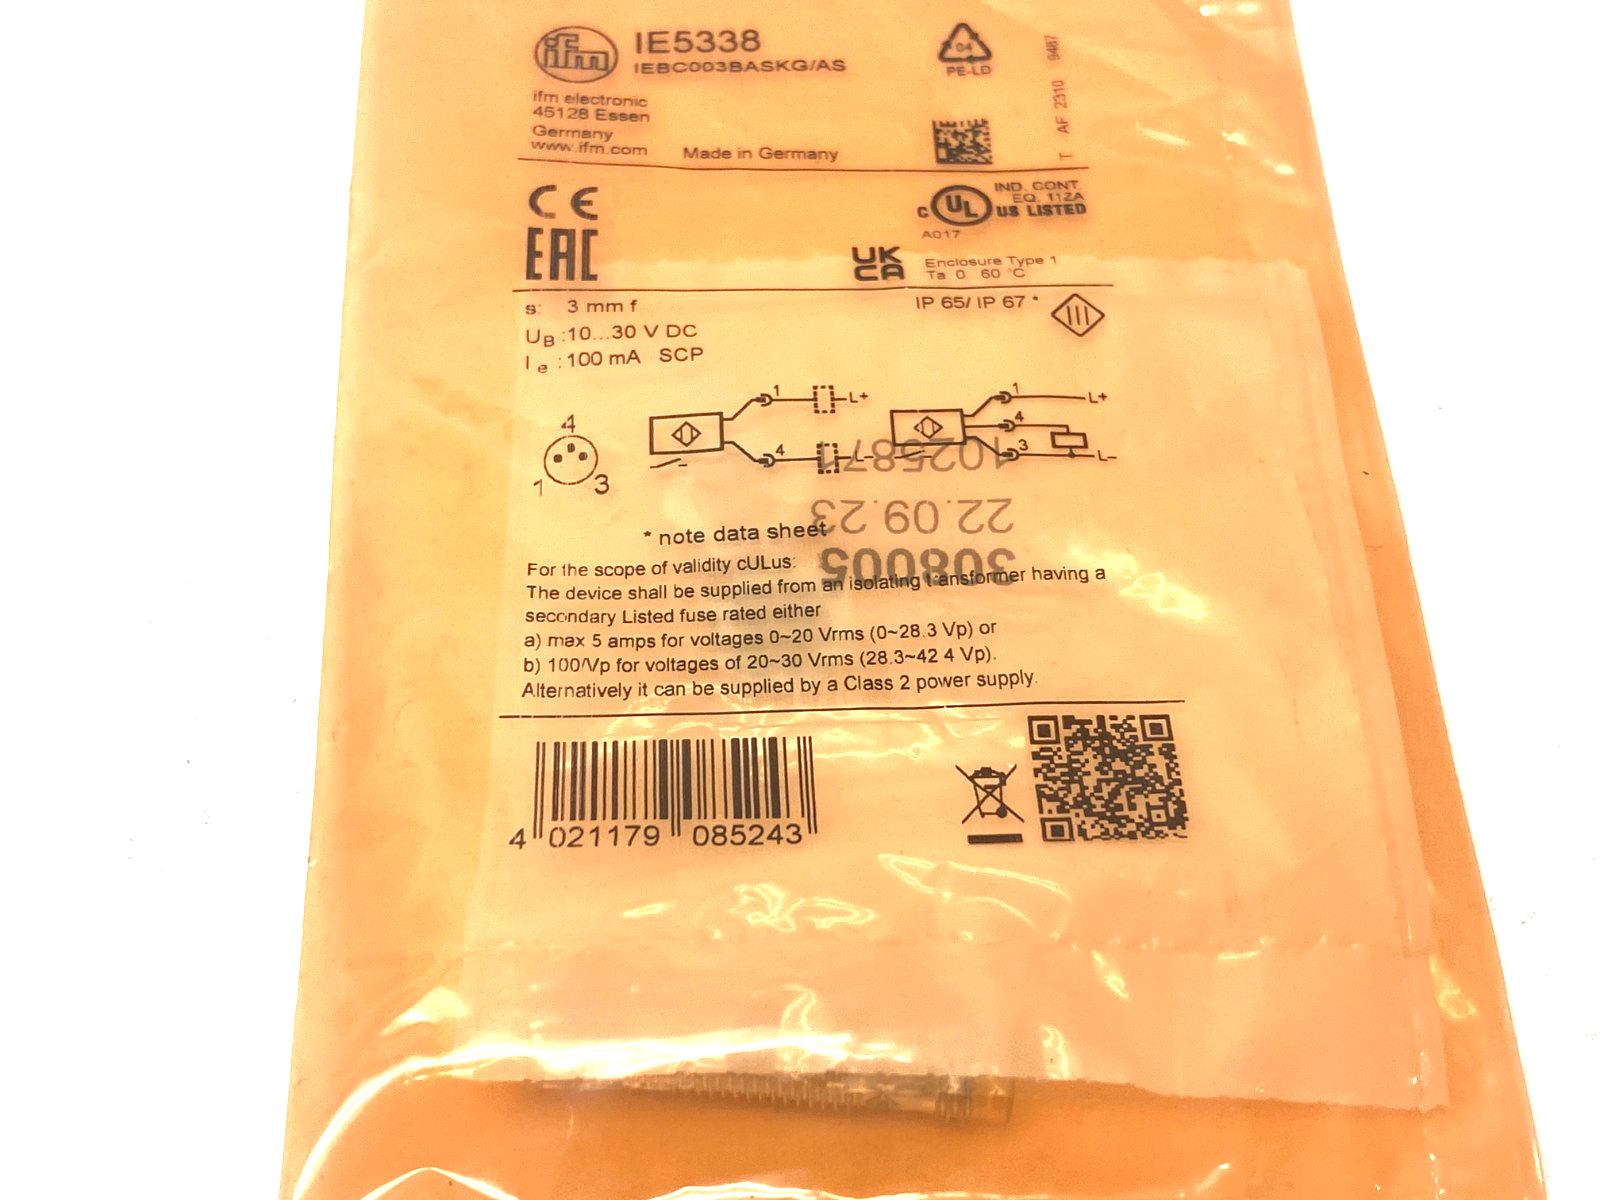 ifm
IE5338
IEBC003BASKG/AS
04
PE-LD
T AF 2310 9487
ifm electronic
45128 Essen
Germany
www.ifm.com
Made in Germany
CE
EAC
UK
CA
C UL US LISTED
IND. CONT.
EQ. 11ZA
A017
Enclosure Type 1
Ta 0 60 °C
s: 3 mm f
IP 65/ IP 67 *
UB :10...30 V DC
Ie :100 mA SCP
4
1
3
1
L+
4
L-
1
L+
4
3
L-
1025871
22.09.23
308005
* note data sheet
For the scope of validity cULus:
The device shall be supplied from an isolating transformer having a
secondary Listed fuse rated either
a) max 5 amps for voltages 0~20 Vrms (0~28.3 Vp) or
b) 100/Vp for voltages of 20~30 Vrms (28.3~42.4 Vp).
Alternatively it can be supplied by a Class 2 power supply.
4 021179 085243